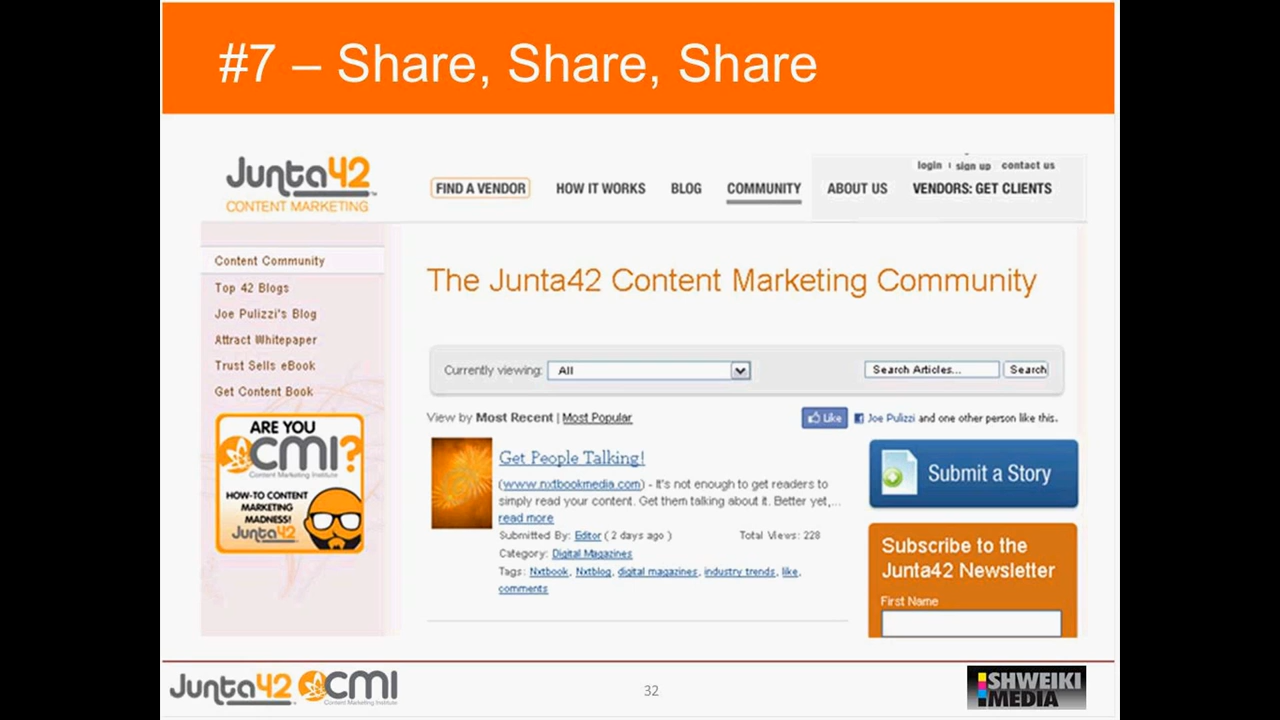 #7 – Share, Share, Share
Junta42
CONTENT MARKETING
login | sign up contact us
FIND A VENDOR HOW IT WORKS BLOG COMMUNITY ABOUT US VENDORS: GET CLIENTS
Content Community
Top 42 Blogs
Joe Pulizzi's Blog
Attract Whitepaper
Trust Sells eBook
Get Content Book
ARE YOU
CMI?
Content Marketing Institute
HOW-TO CONTENT
MARKETING
MADNESS!
Junta42
The Junta42 Content Marketing Community
Currently viewing: All Search Articles... Search
View by Most Recent | Most Popular
Like Joe Pulizzi and one other person like this.
Get People Talking!
(www.nxtbookmedia.com) - It's not enough to get readers to
simply read your content. Get them talking about it. Better yet,...
read more
Submitted By: Editor ( 2 days ago ) Total Views: 228
Category: Digital Magazines
Tags: Nxtbook, Nxtblog, digital magazines, industry trends, like,
comments
Submit a Story
Subscribe to the
Junta42 Newsletter
First Name
Junta42 CMI
Content Marketing Institute
32
SHWEIKI
MEDIA